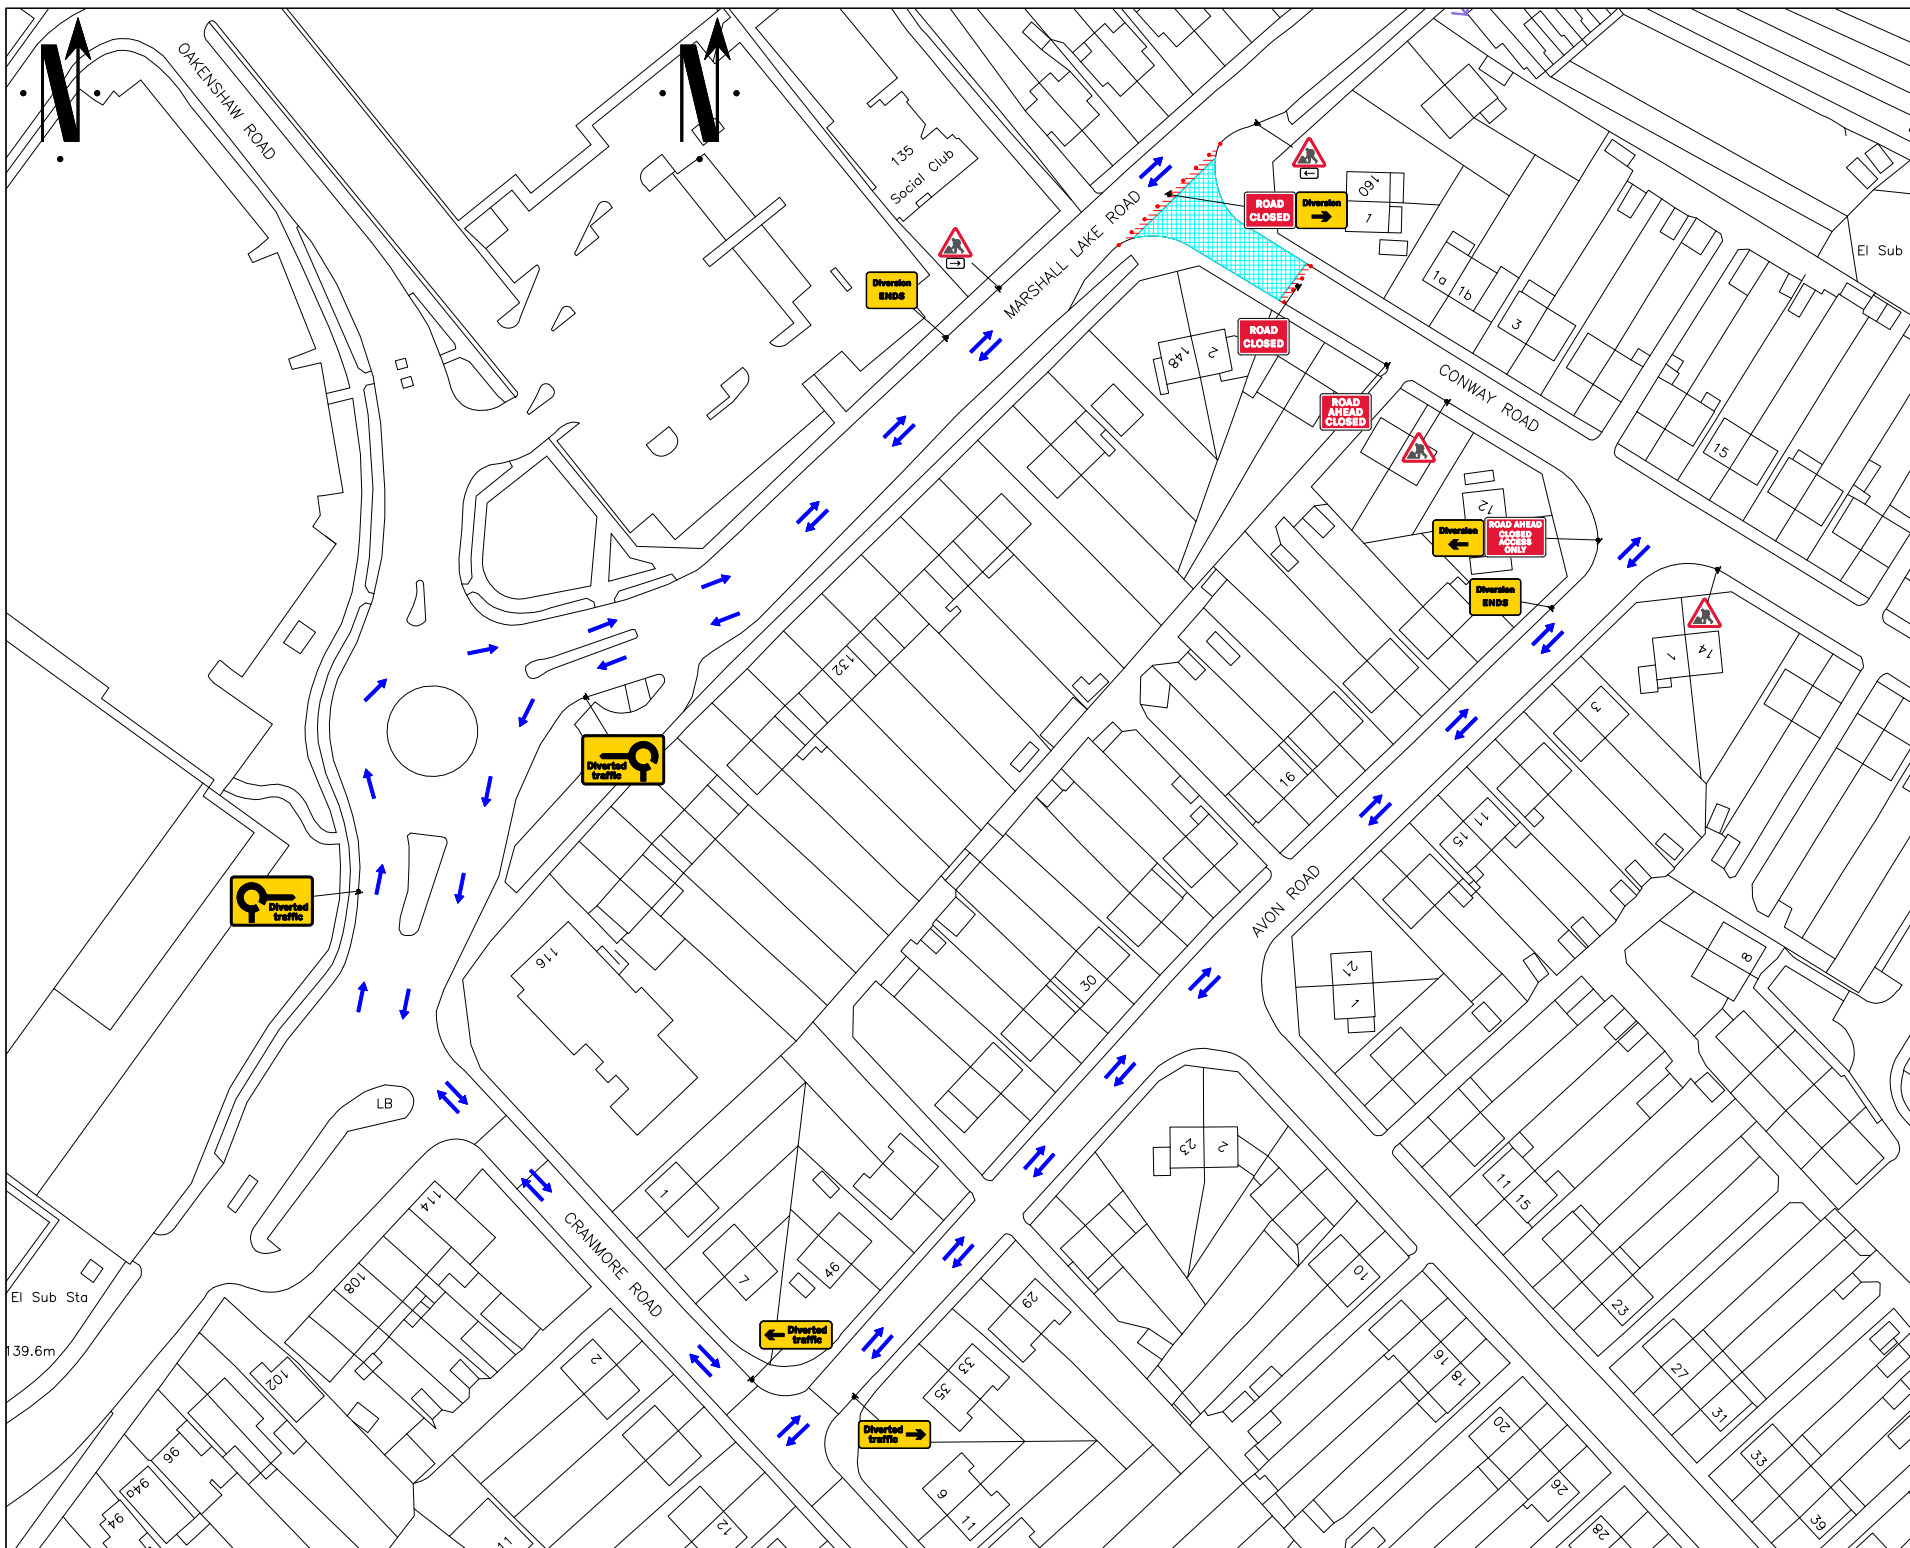 OAKENSHAW ROAD
N
N
135
Social Club
MARSHALL LAKE ROAD
ROAD
CLOSED
Diversion
160
1
El Sub
1a 1b
3
Diversion
ENDS
ROAD
CLOSED
148
2
ROAD
AHEAD
CLOSED
CONWAY ROAD
15
12
Diversion
ROAD AHEAD
CLOSED
ACCESS
ONLY
Diversion
ENDS
1
14
3
132
16
Diverted
traffic
11
15
AVON ROAD
Diverted
traffic
116
30
21
1
8
LB
23
2
11 15
1
114
CRANMORE ROAD
7
46
10
108
29
23
El Sub Sta
139.6m
Diverted
traffic
33
35
2
16
18
27
31
102
Diverted
traffic
20
26
33
39
96
94a
94
9
11
12
11
28